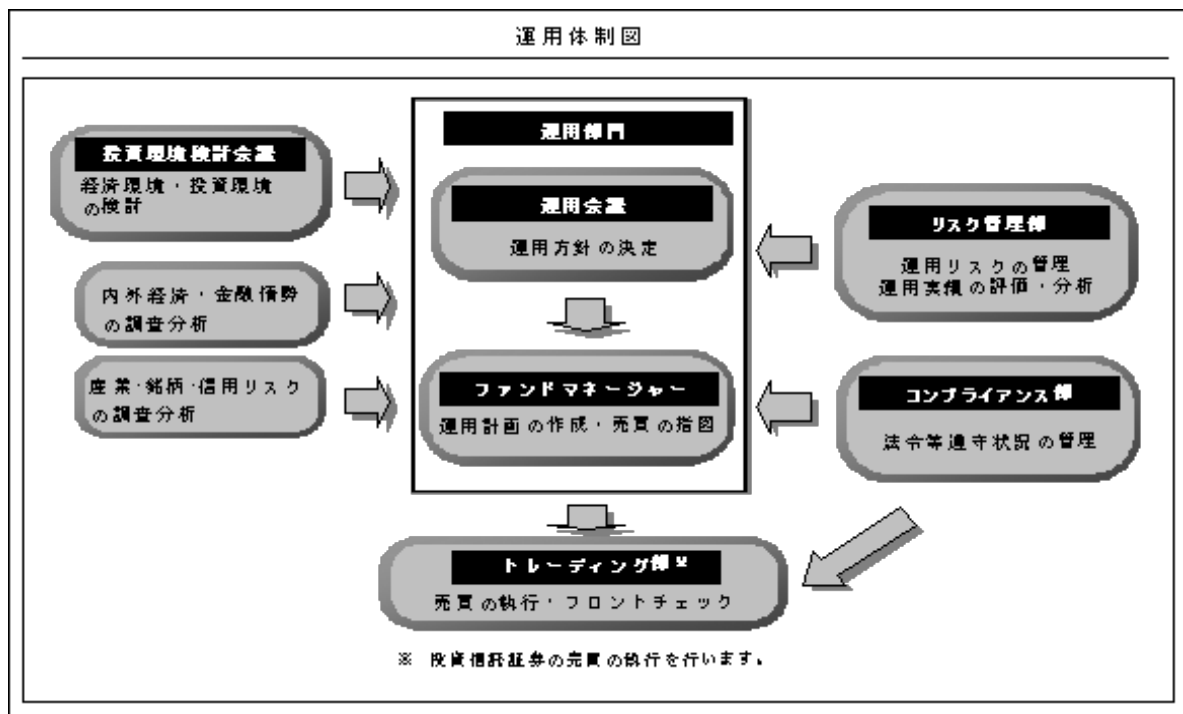 運用体制図
投資環境検討会議
経済環境・投資環境
の検討
内外経済・金融情勢
の調査分析
産業・銘柄・信用リスク
の調査分析
運用部門
運用会議
運用方針の決定
ファンドマネージャー
運用計画の作成・売買の指図
リスク管理部
運用リスクの管理
運用実績の評価・分析
コンプライアンス部
法令等遵守状況の管理
トレーディング部※
売買の執行・フロントチェック
※ 投資信託証券の売買の執行を行います。